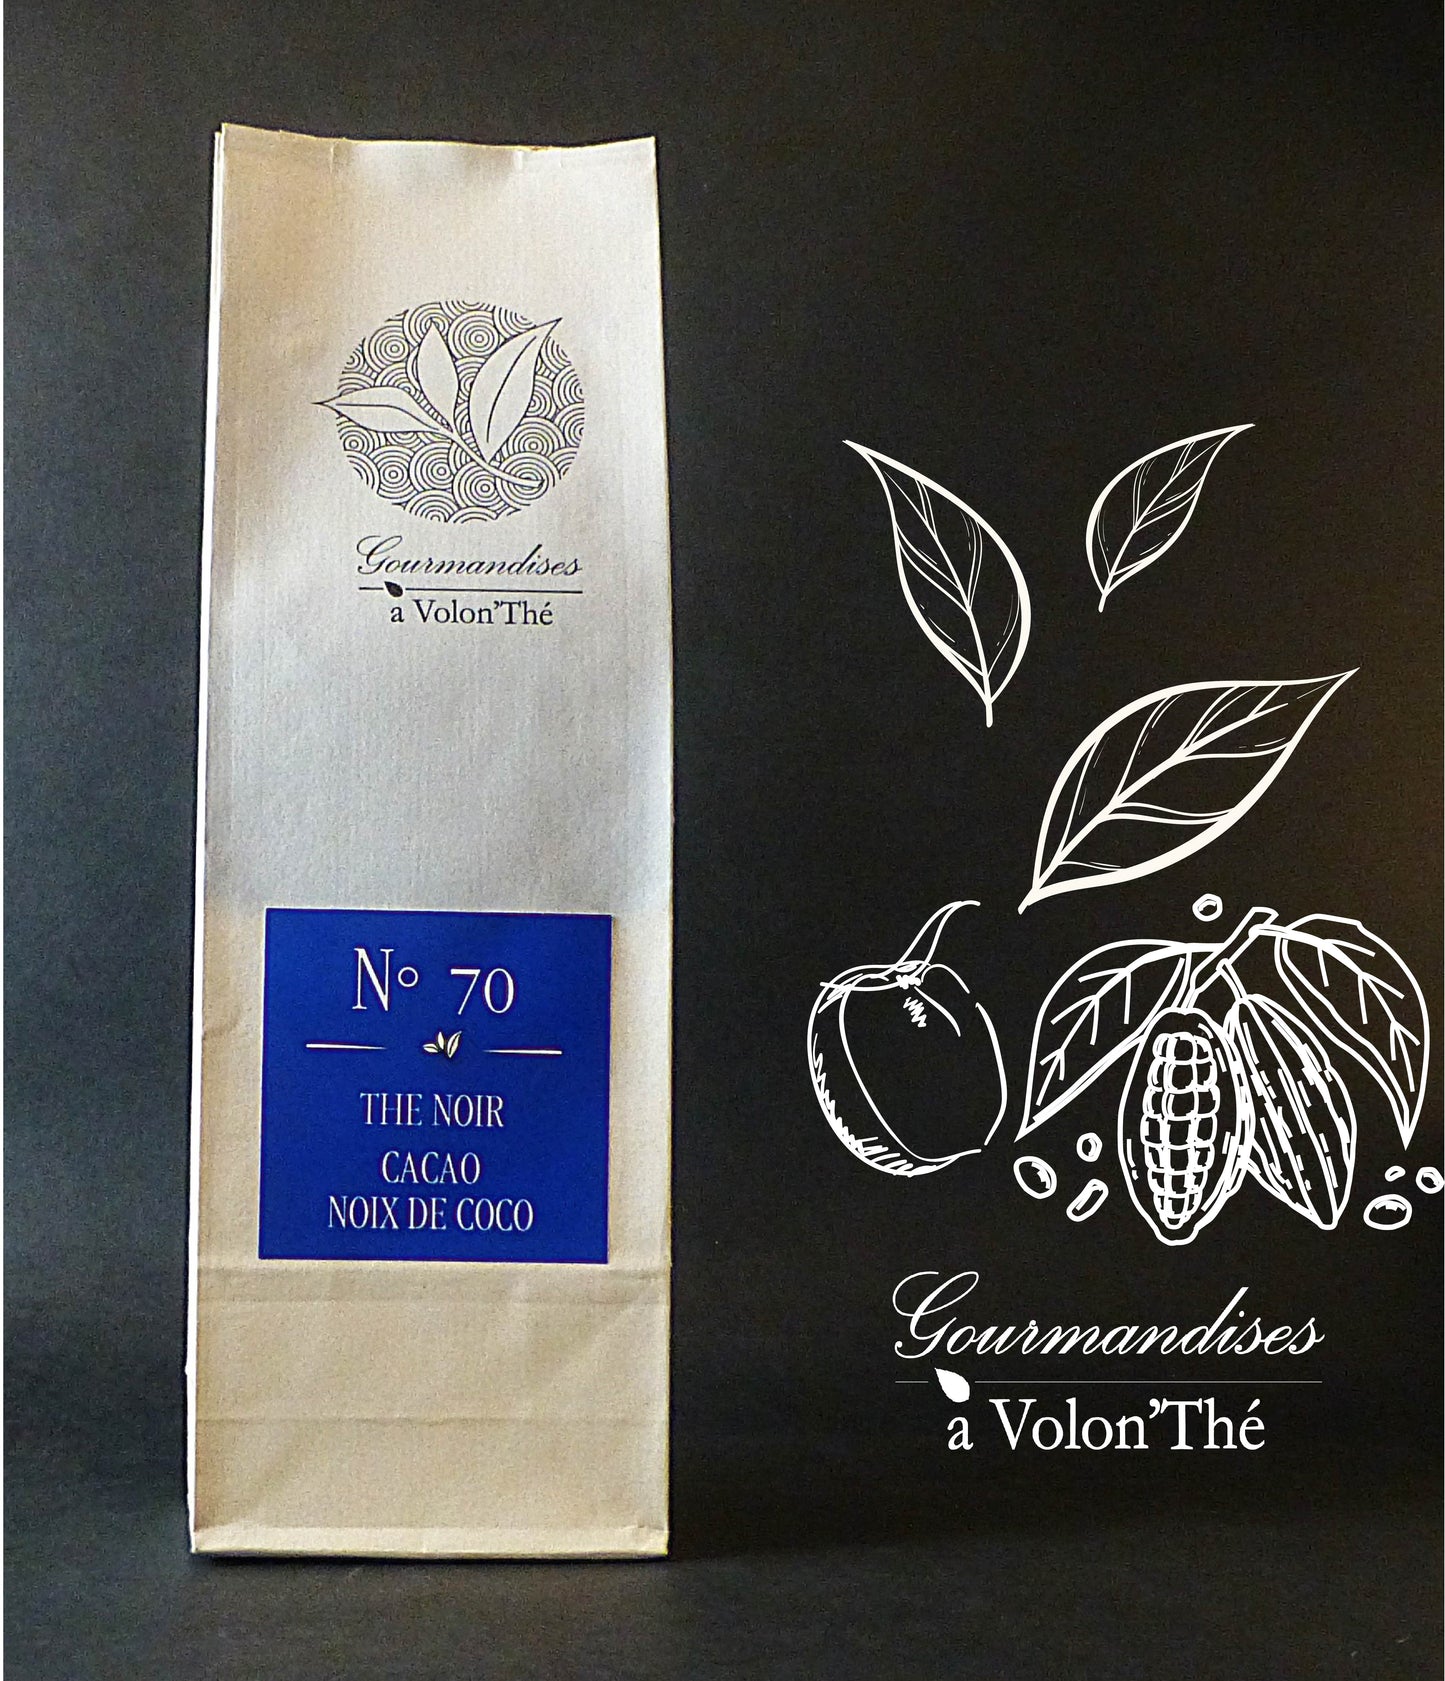 Gourmandises
a Volon'Thé
N° 70
THE NOIR
CACAO
NOIX DE COCO
Gourmandises
a Volon'Thé